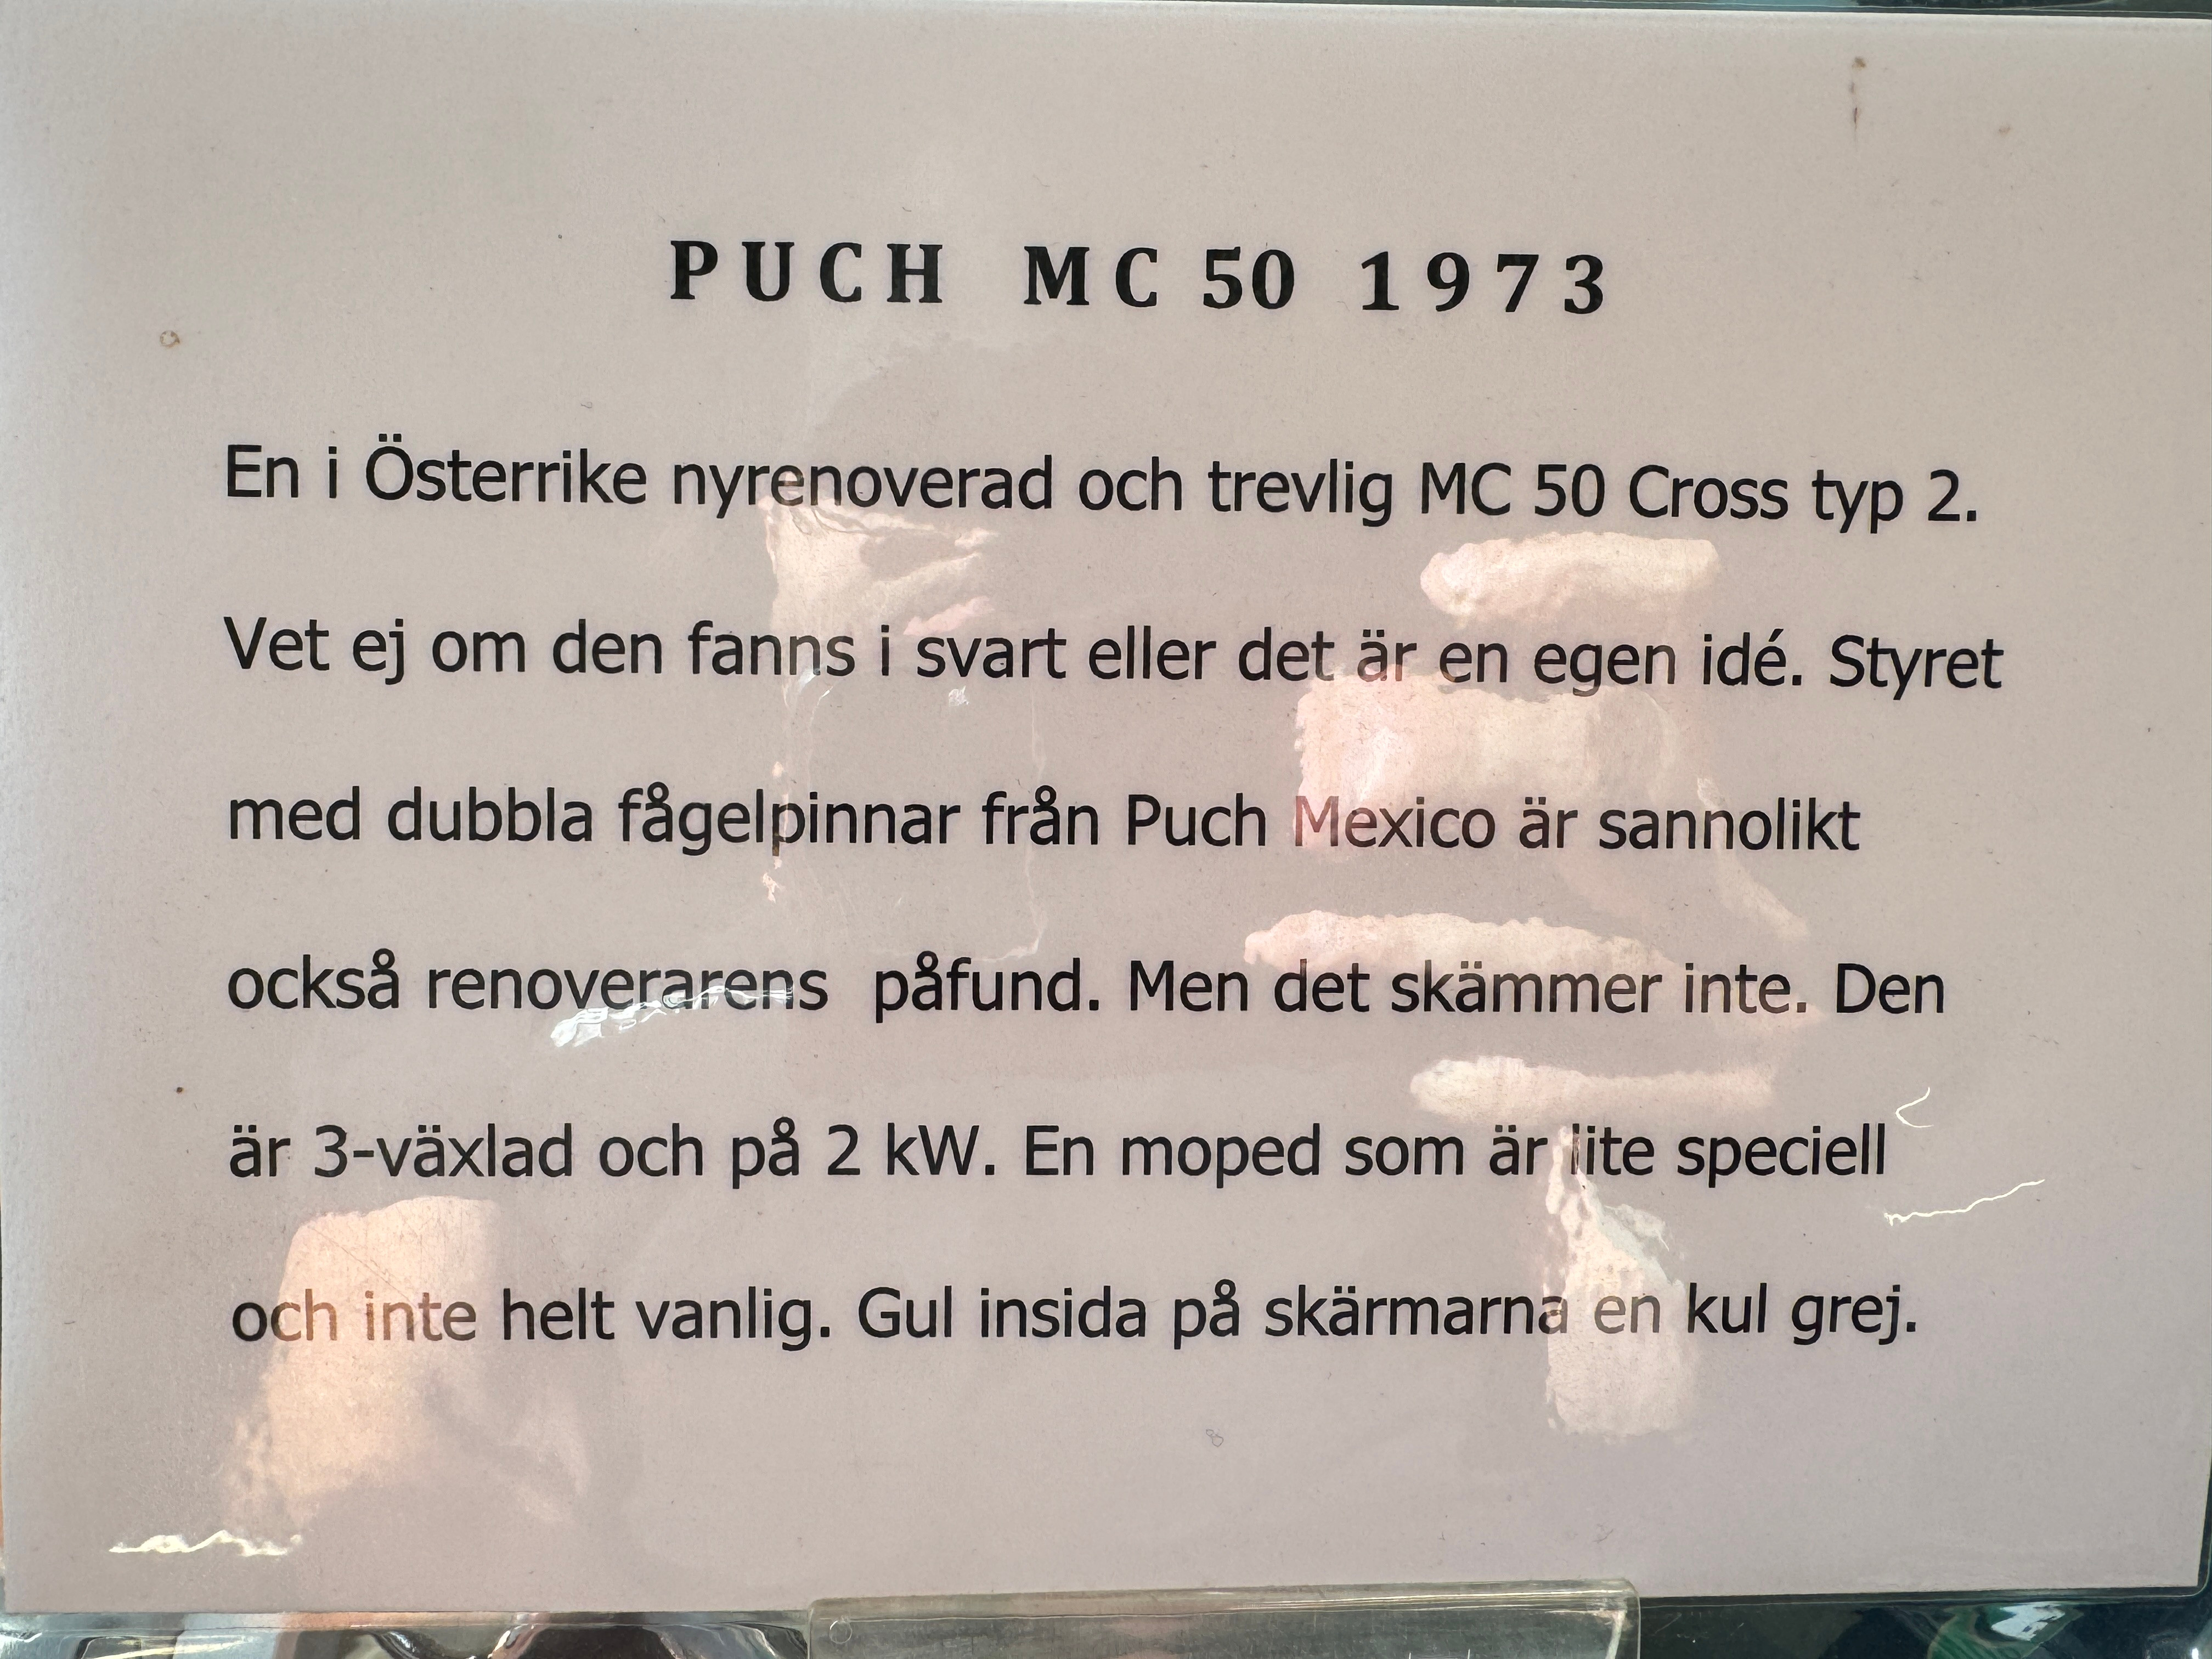 PUCH MC 50 1973
En i Österrike nyrenoverad och trevlig MC 50 Cross typ 2.
Vet ej om den fanns i svart eller det är en egen idé. Styret
med dubbla fågelpinnar från Puch Mexico är sannolikt
också renoverarens påfund. Men det skämmer inte. Den
är 3-växlad och på 2 kW. En moped som är lite speciell
och inte helt vanlig. Gul insida på skärmarna en kul grej.